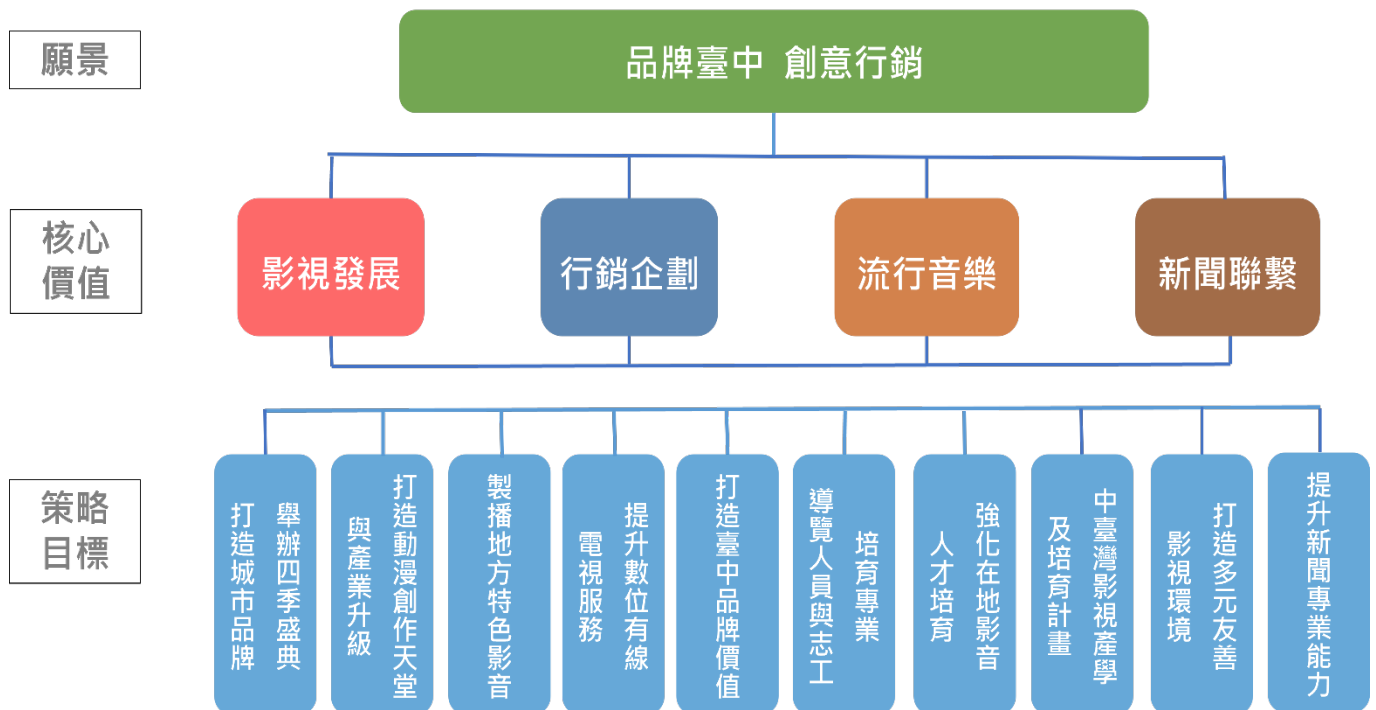 願景
品牌臺中 創意行銷
核心
價值
影視發展
行銷企劃
流行音樂
新聞聯繫
策略
目標
舉辦四季盛典
打造城市品牌
打造動漫創作天堂
與產業升級
製播地方特色影音
提升數位有線
電視服務
打造臺中品牌價值
培育專業
導覽人員與志工
強化在地影音
人才培育
中臺灣影視產學
及培育計畫
打造多元友善
影視環境
提升新聞專業能力